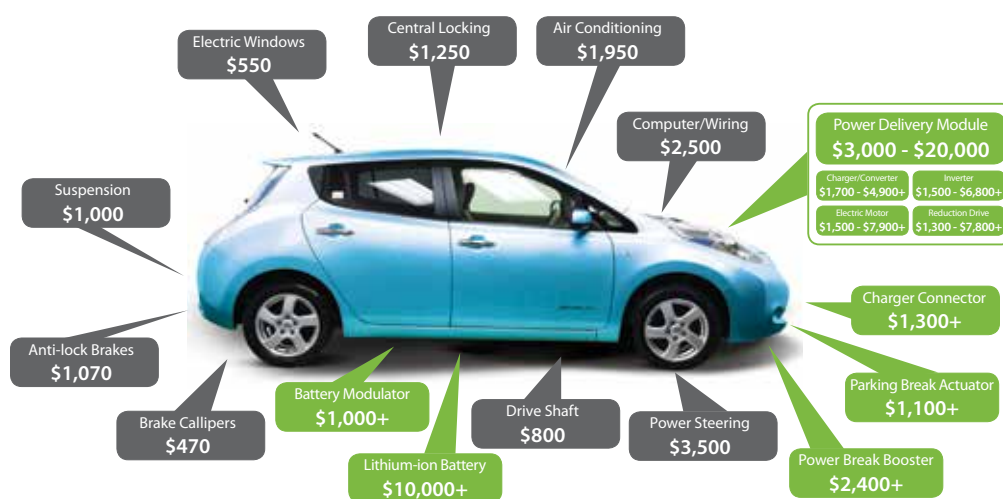 Electric Windows
$550
Central Locking
$1,250
Air Conditioning
$1,950
Computer/Wiring
$2,500
Power Delivery Module
$3,000 - $20,000
Charger/Converter
$1,700 - $4,900+
Inverter
$1,500 - $6,800+
Electric Motor
$1,500 - $7,900+
Reduction Drive
$1,300 - $7,800+
Suspension
$1,000
Charger Connector
$1,300+
Anti-lock Brakes
$1,070
Parking Break Actuator
$1,100+
Brake Callipers
$470
Battery Modulator
$1,000+
Drive Shaft
$800
Power Steering
$3,500
Lithium-ion Battery
$10,000+
Power Break Booster
$2,400+